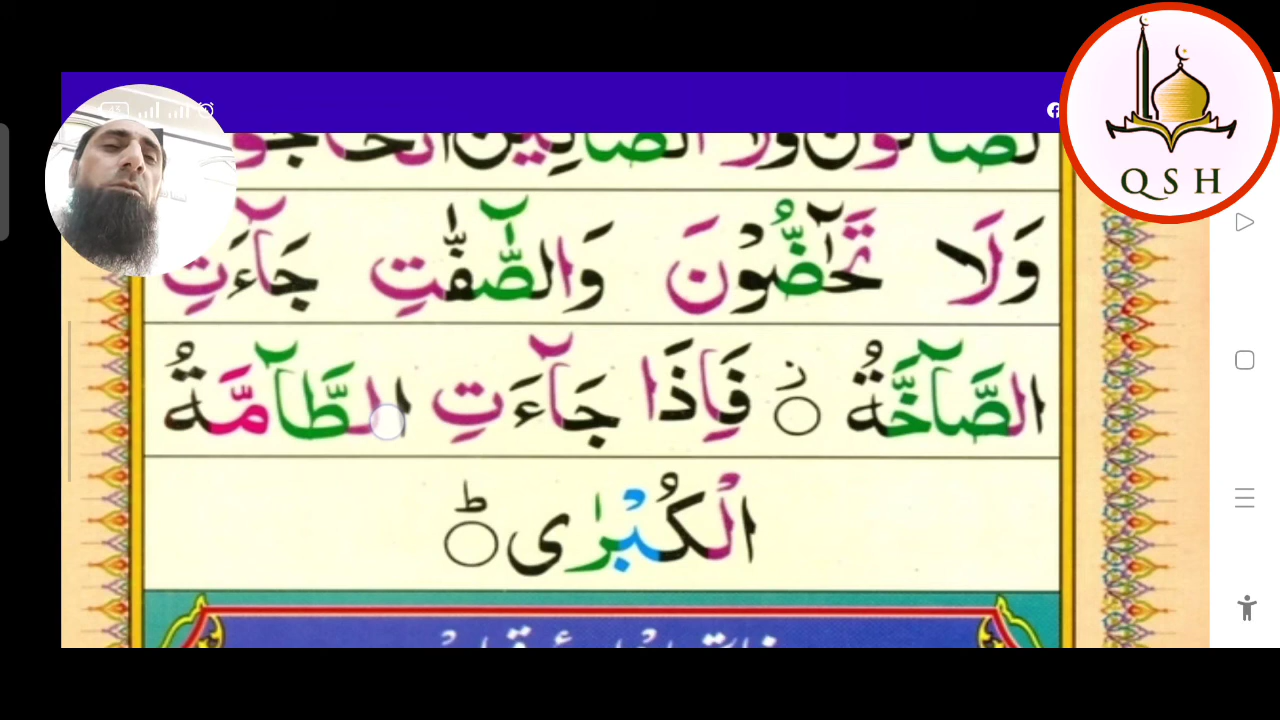 وَلَا تَحٰٓضُّوْنَ وَالصّٰٓفّٰتِ جَآءَتِ
الصَّآخَّةُ ۝ز فَاِذَا جَآءَتِ الطَّآمَّةُ
الْكُبْرٰى ۝ط
QSH